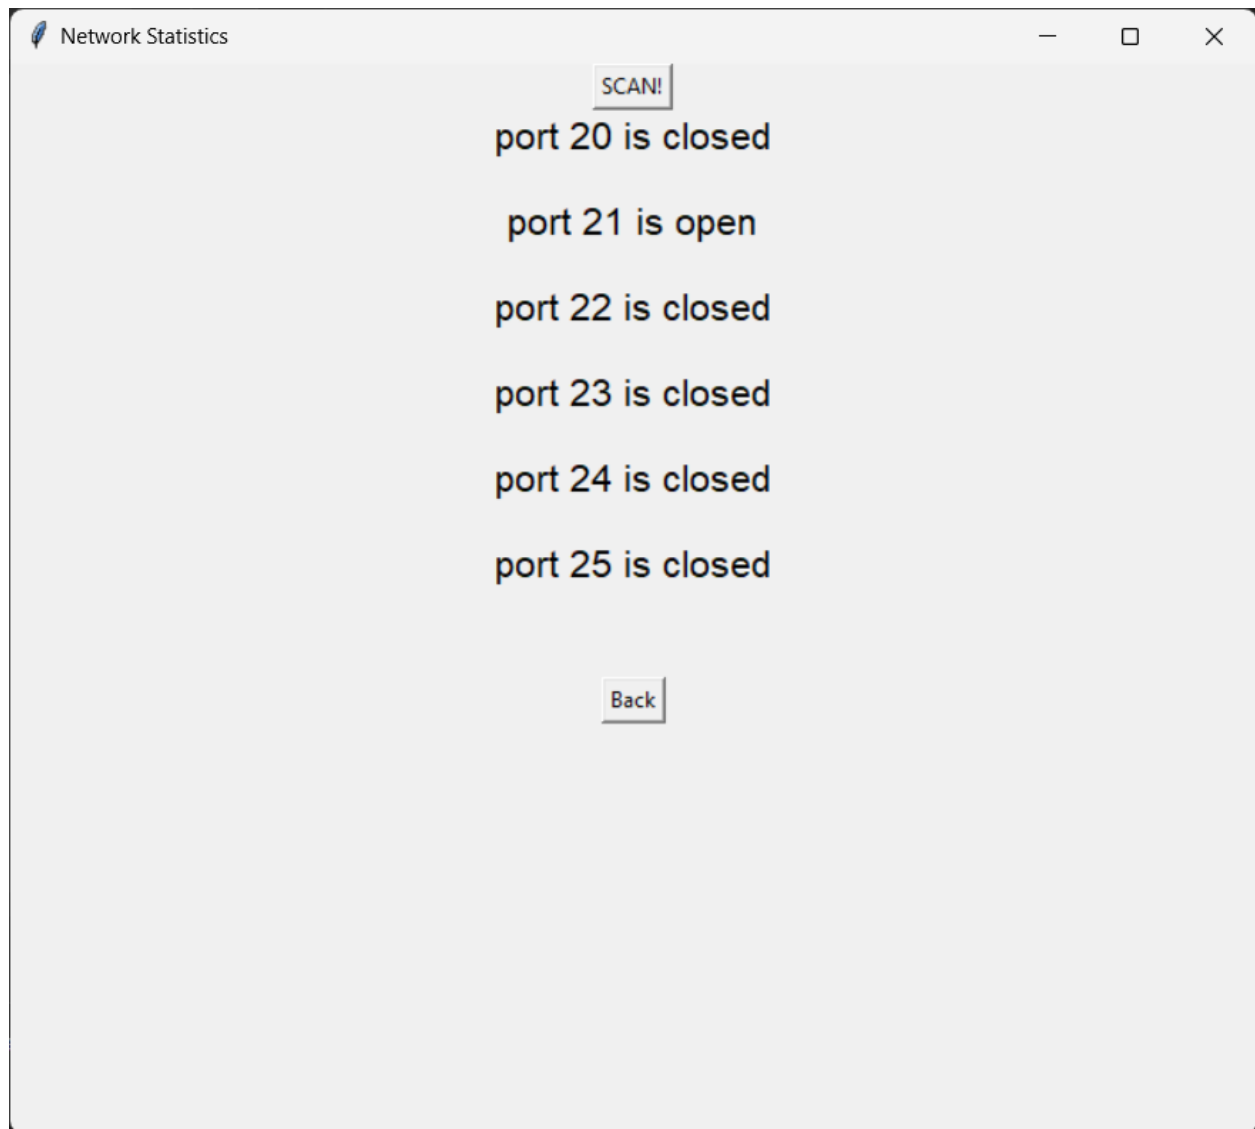 Network Statistics
SCAN!
port 20 is closed
port 21 is open
port 22 is closed
port 23 is closed
port 24 is closed
port 25 is closed
Back